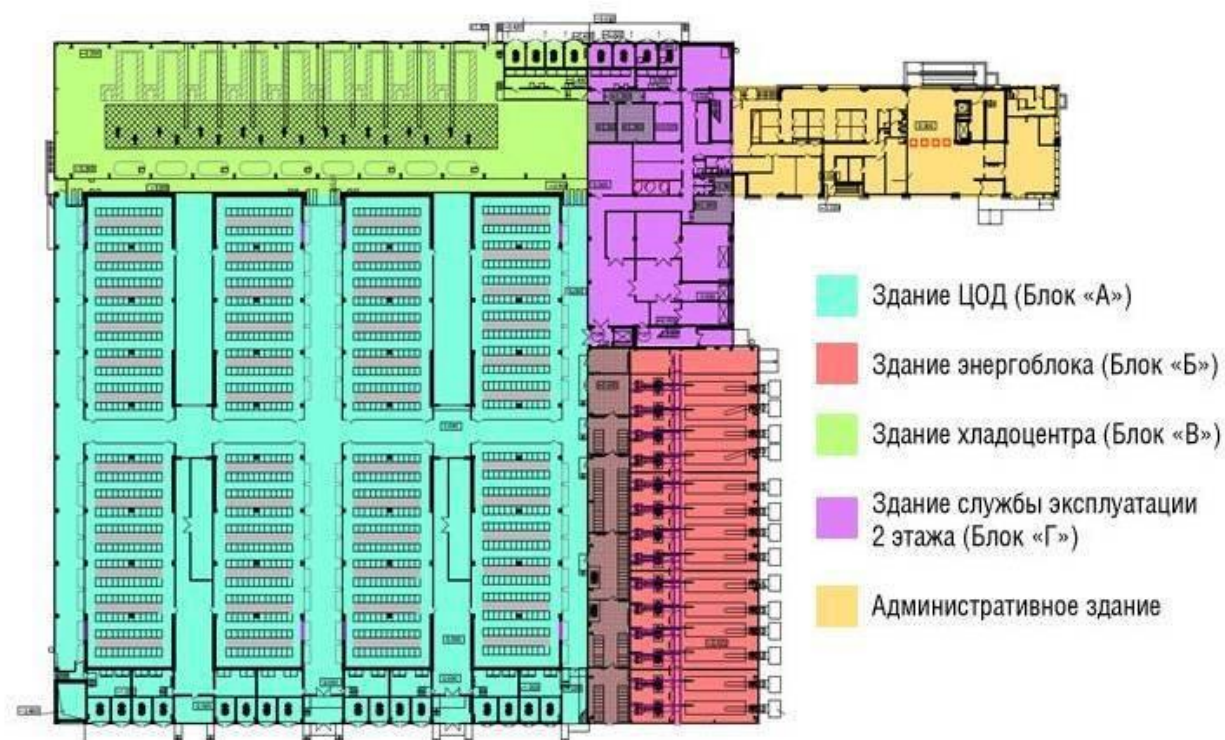 Здание ЦОД (Блок «А»)
Здание энергоблока (Блок «Б»)
Здание хладоцентра (Блок «В»)
Здание службы эксплуатации
2 этажа (Блок «Г»)
Административное здание